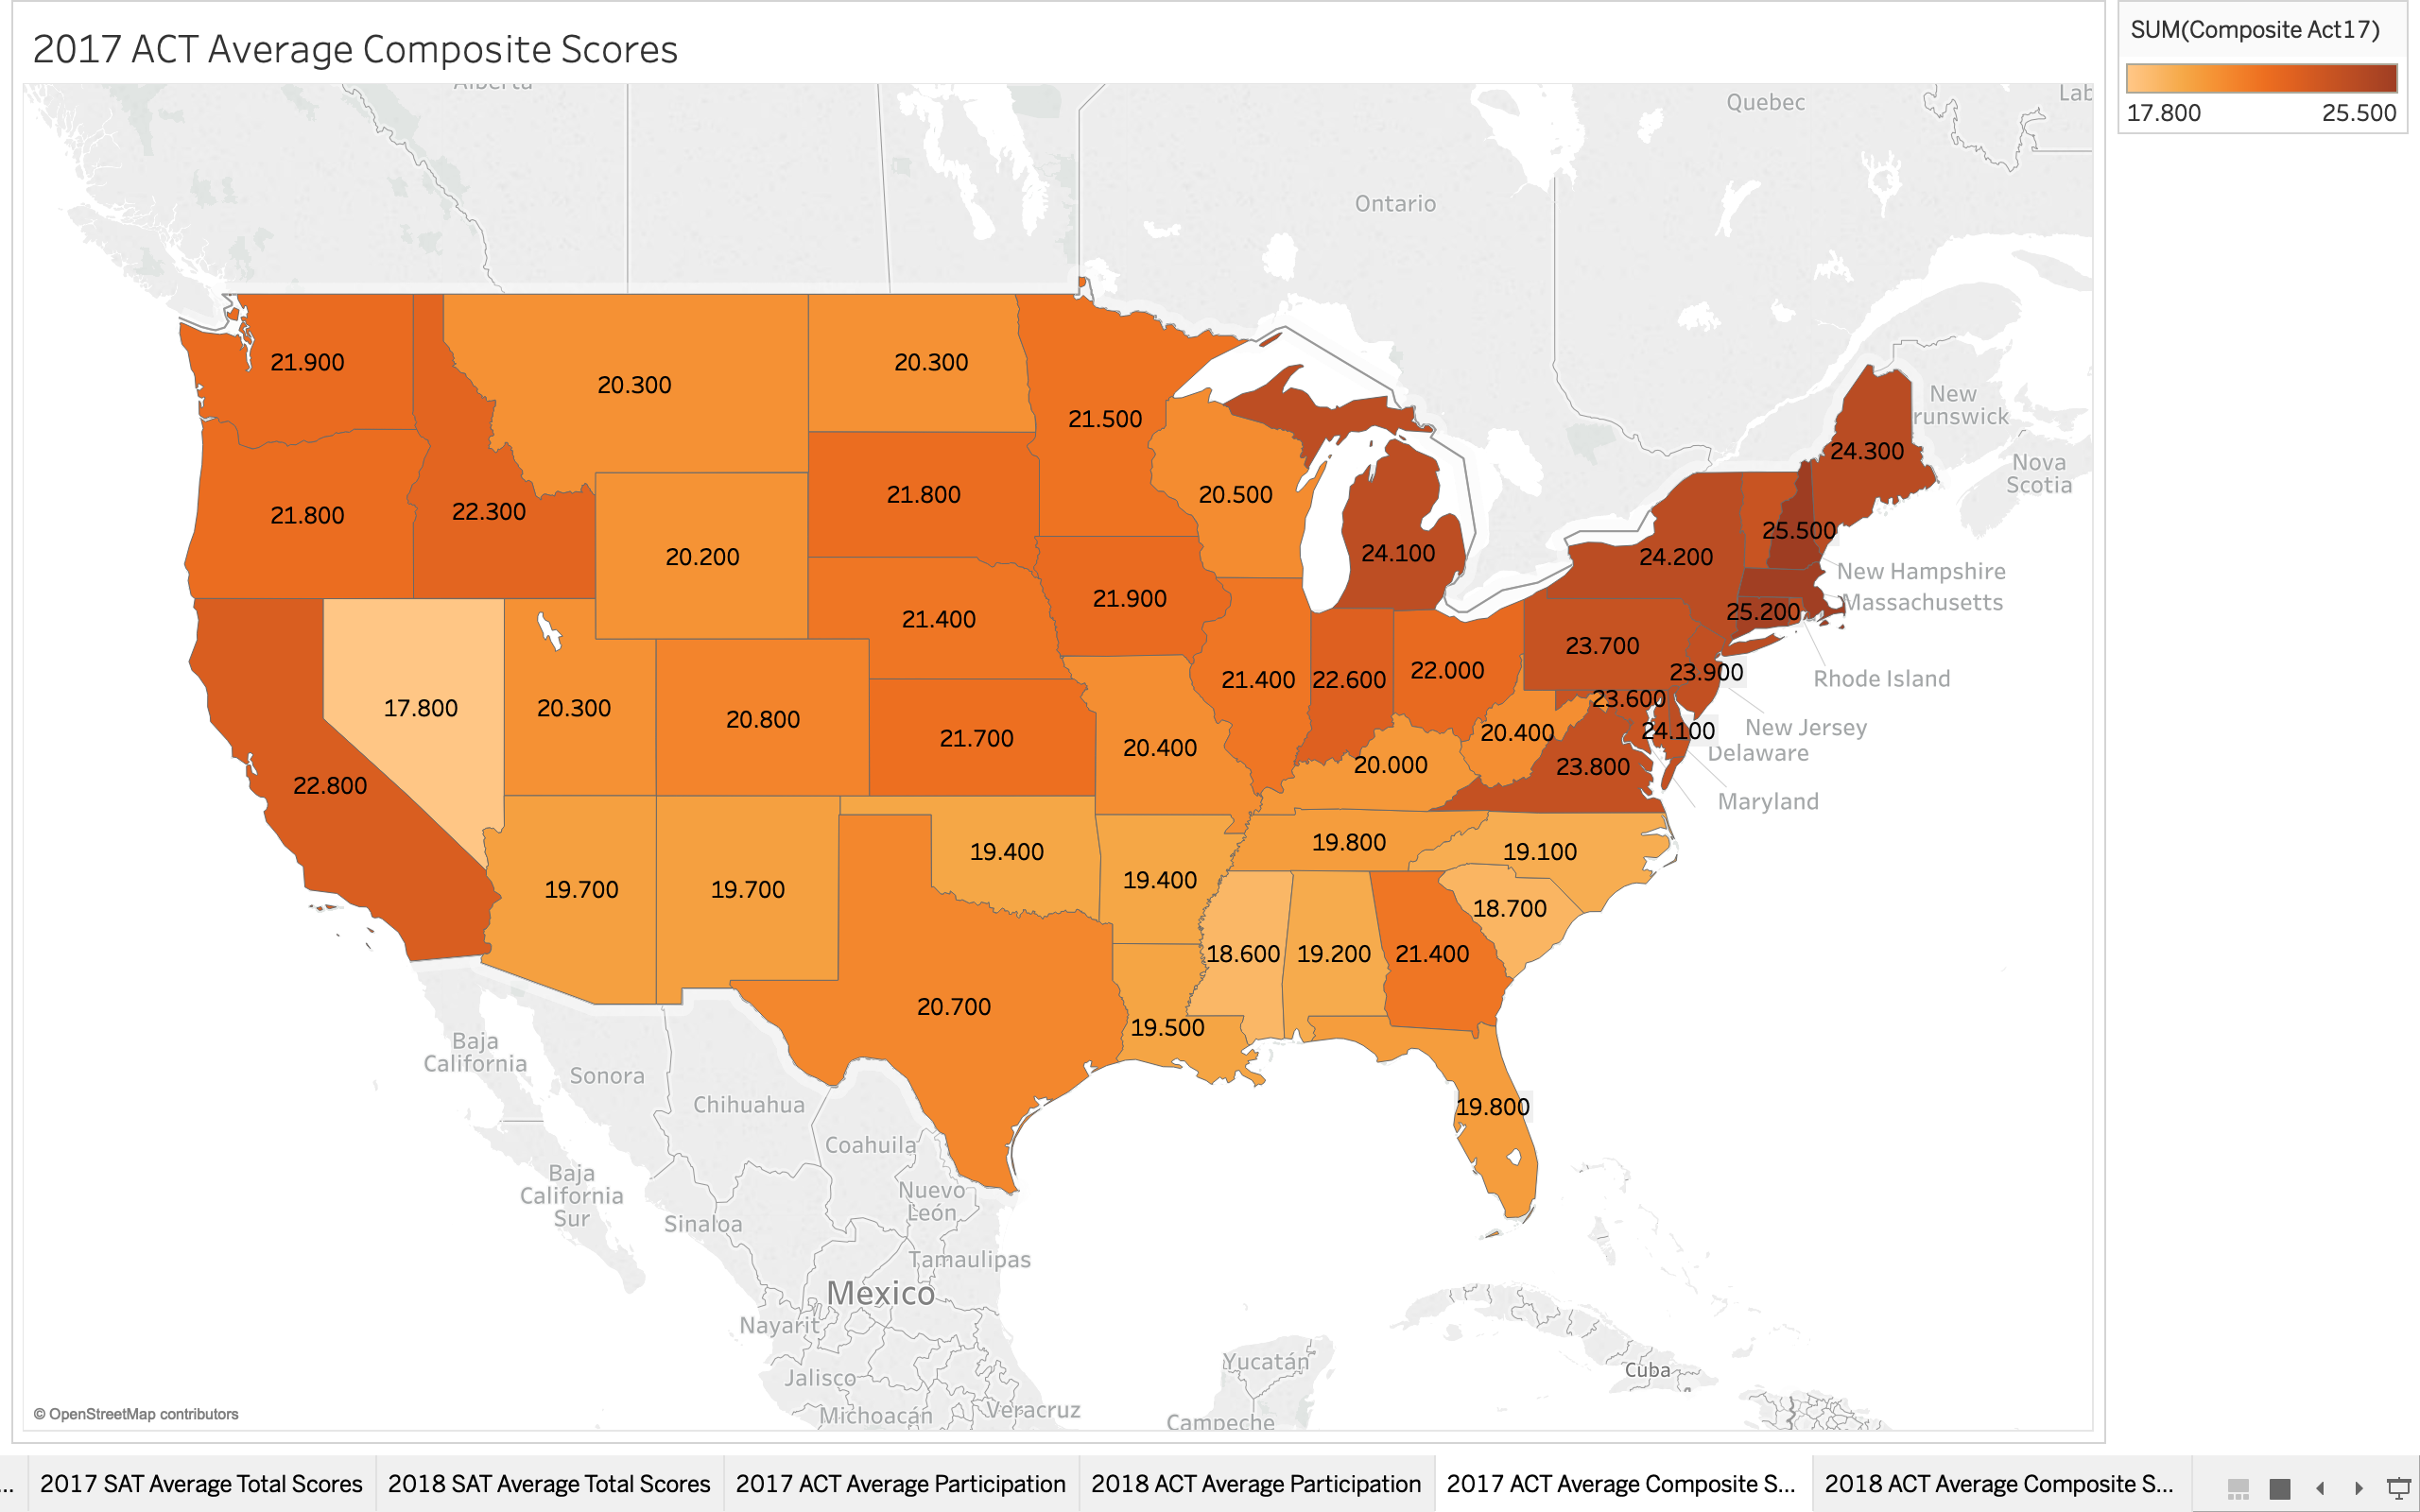 2017 ACT Average Composite Scores
SUM(Composite Act17)
17.800
25.500
Alberta
Quebec
Lab
Ontario
New
runswick
Nova
Scotia
21.900
20.300
20.300
21.500
24.300
21.800
22.300
20.200
21.800
20.500
24.100
24.200
25.500
New Hampshire
Massachusetts
21.400
21.900
25.200
23.700
23.900
Rhode Island
17.800
20.300
20.800
21.700
21.400
22.600
22.000
23.600
20.400
20.400
24.100
New Jersey
Delaware
22.800
20.000
23.800
Maryland
19.400
19.800
19.100
19.700
19.700
19.400
18.700
18.600
19.200
21.400
20.700
19.500
19.800
Baja
California
Sonora
Chihuahua
Coahuila
Baja
California
Sur
Nuevo
León
Sinaloa
Tamaulipas
Mexico
Nayarit
Yucatán
Cuba
Jalisco
Michoacán
Veracruz
Campeche
© OpenStreetMap contributors
...
2017 SAT Average Total Scores
2018 SAT Average Total Scores
2017 ACT Average Participation
2018 ACT Average Participation
2017 ACT Average Composite S...
2018 ACT Average Composite S...